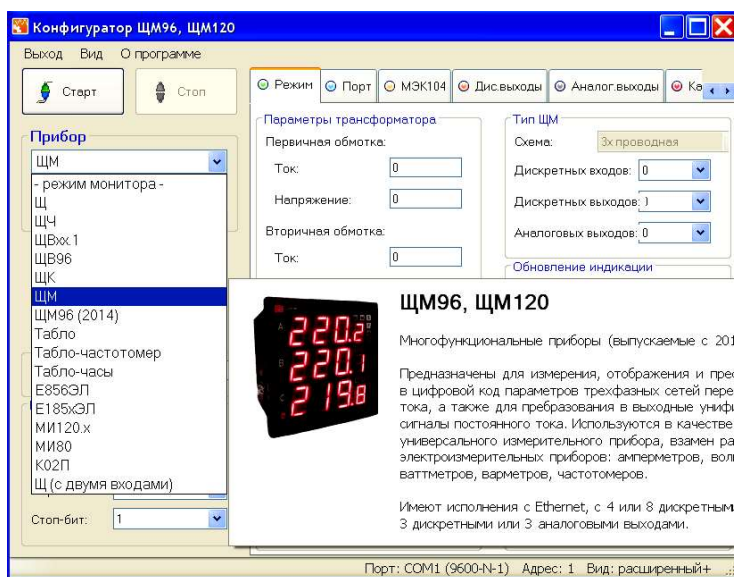 Конфигуратор ЩМ96, ЩМ120
Выход Вид О программе
Старт Стоп
Режим Порт МЭК104 Дис.выходы Аналог.выходы
Прибор
ЩМ
- режим монитора -
Щ
ЩЧ
ЩВxx.1
ЩВ96
ЩК
ЩМ
ЩМ96 (2014)
Табло
Табло-частотомер
Табло-часы
Е856ЭЛ
Е185xЭЛ
МИ120.x
МИ80
К02П
Щ (с двумя входами)
Стоп-бит: 1
Параметры трансформатора
Первичная обмотка:
Ток: 0
Напряжение: 0
Вторичная обмотка:
Ток: 0
Тип ЩМ
Схема: 3х проводная
Дискретных входов: 0
Дискретных выходов:
Аналоговых выходов: 0
Обновление индикации
A 220.2
B 220.1
C 219.8
ЩМ96, ЩМ120
Многофункциональные приборы (выпускаемые с 201
Предназначены для измерения, отображения и прес
в цифровой код параметров трехфазных сетей пере
тока, а также для пребразования в выходные унифи
сигналы постоянного тока. Используются в качестве
универсального измерительного прибора, взамен ра
электроизмерительных приборов: амперметров, вол
ваттметров, варметров, частотомеров.
Имеют исполнения с Ethernet, с 4 или 8 дискретным
3 дискретными или 3 аналоговыми выходами.
Порт: COM1 (9600-N-1) Адрес: 1 Вид: расширенный+